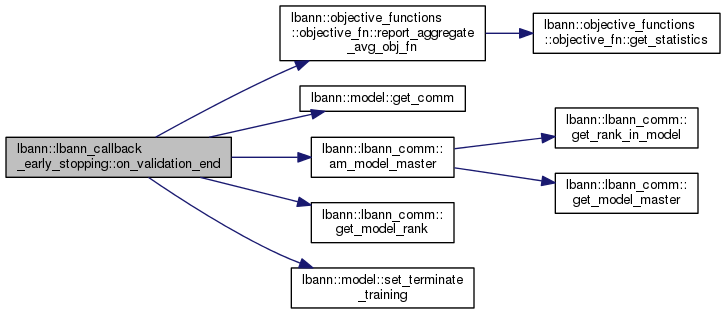 lbann::lbann_callback
_early_stopping::on_validation_end
lbann::objective_functions
::objective_fn::report_aggregate
_avg_obj_fn
lbann::objective_functions
::objective_fn::get_statistics
lbann::model::get_comm
lbann::lbann_comm::
am_model_master
lbann::lbann_comm::
get_rank_in_model
lbann::lbann_comm::
get_model_master
lbann::lbann_comm::
get_model_rank
lbann::model::set_terminate
_training